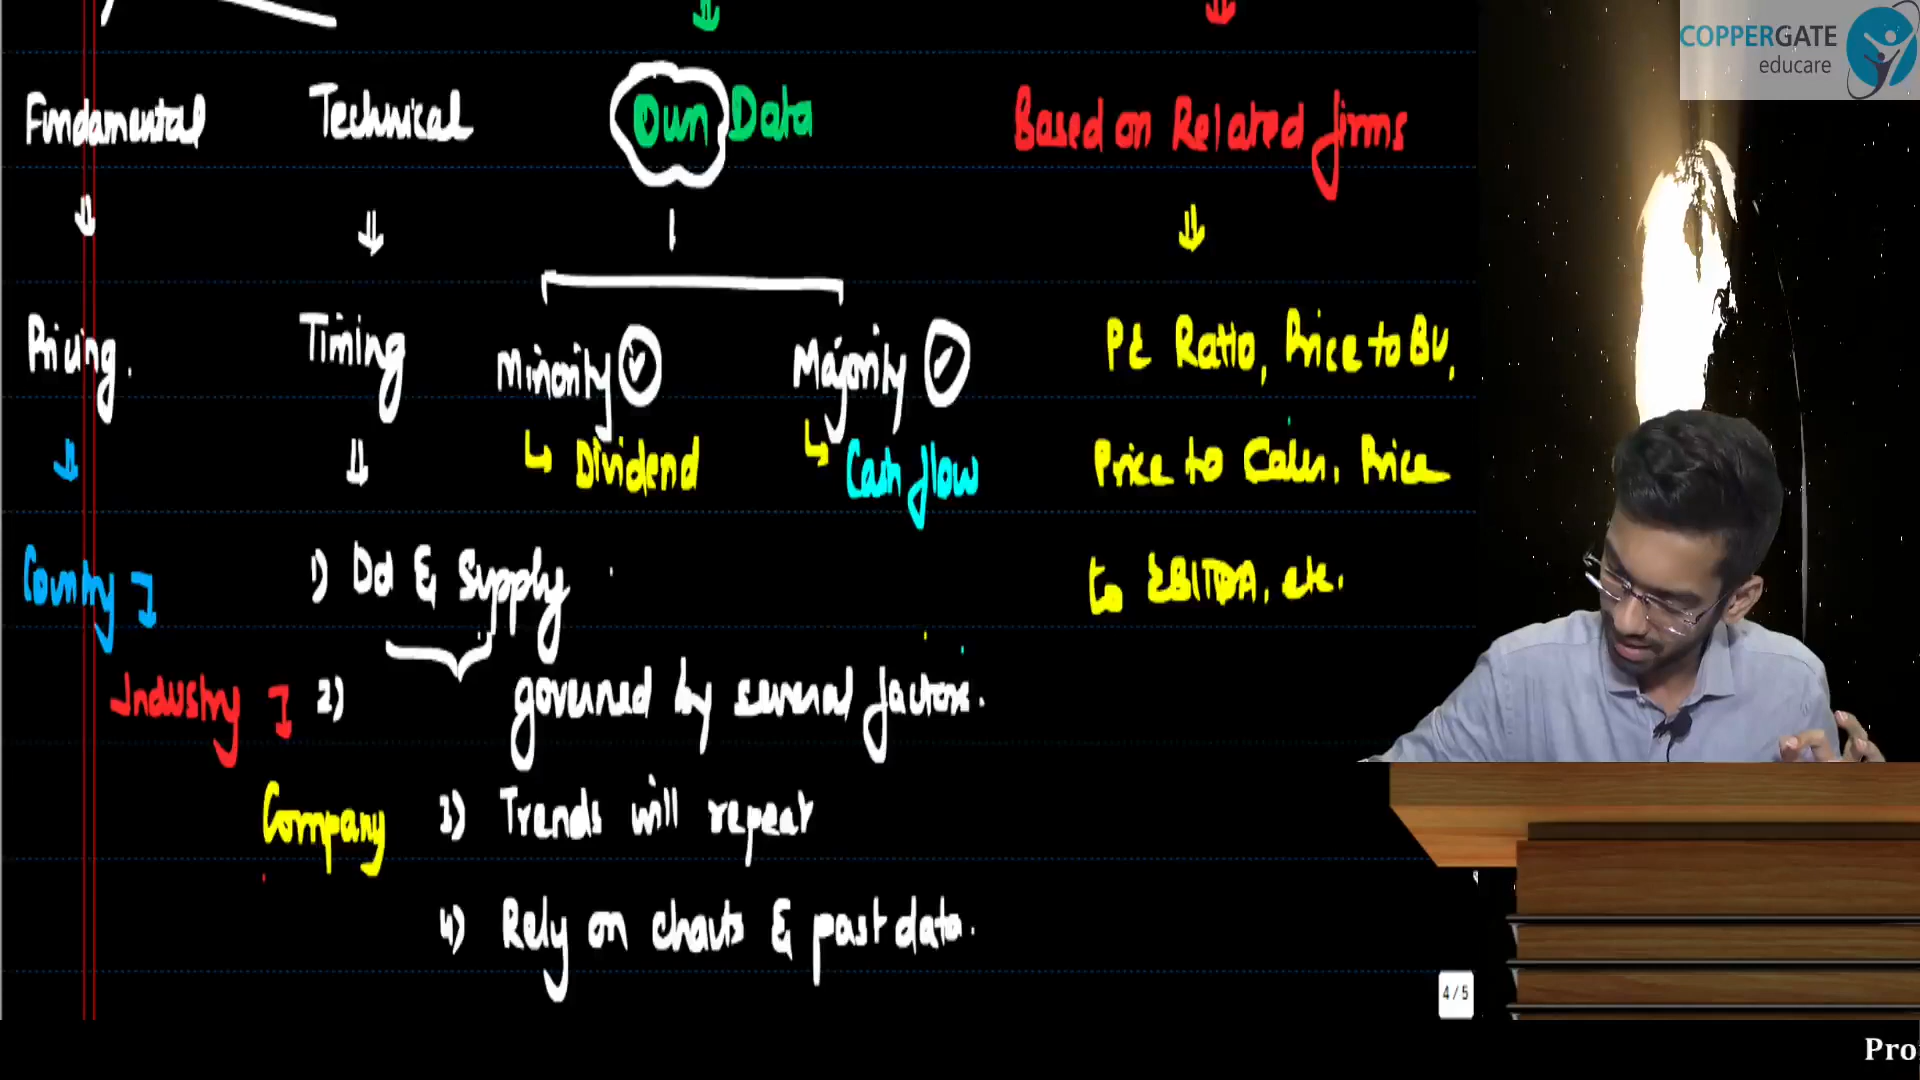 COPPERGATE
educare
Fundamental Technical Own Data Based on Related firms
Pricing. Timing Minority Majority PE Ratio, Price to BV,
Dividend Cash flow Price to Sales, Price
Country 1) Dd & Supply to EBITDA, etc.
Industry 2) governed by several factors.
Company 3) Trends will repeat
4) Rely on charts & past data.
4/5
Pro